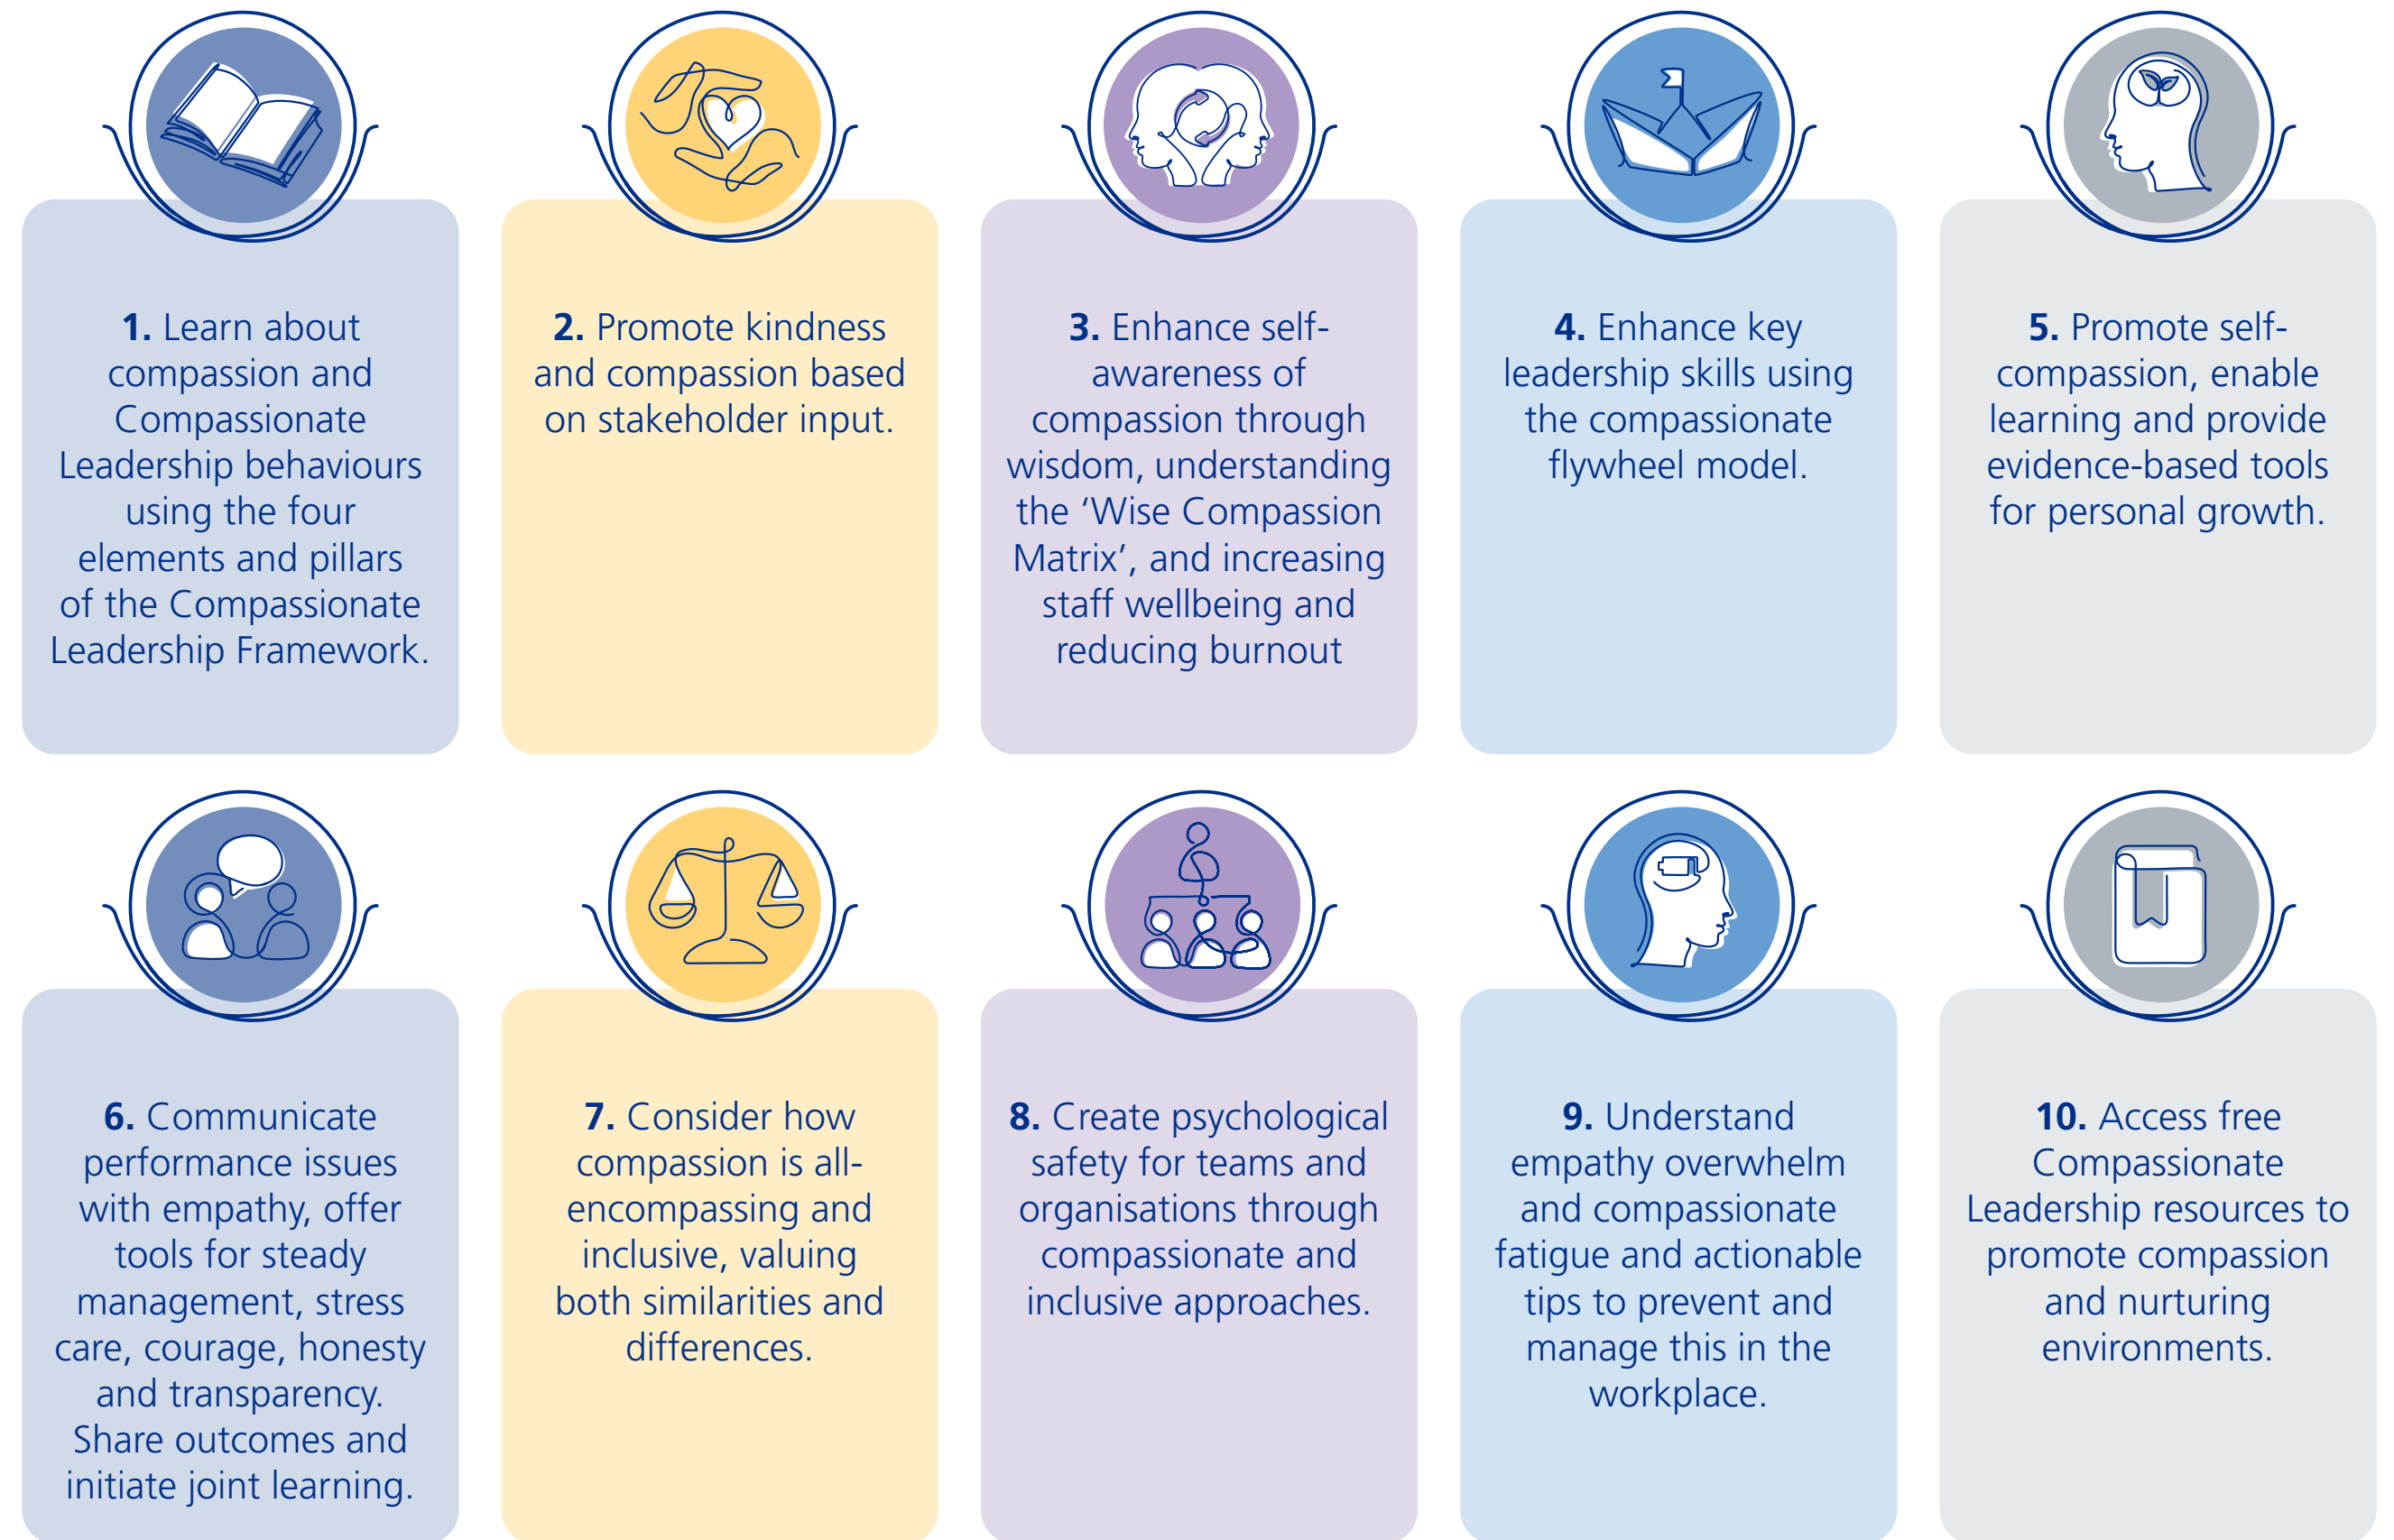 1. Learn about
compassion and
Compassionate
Leadership behaviours
using the four
elements and pillars
of the Compassionate
Leadership Framework.
2. Promote kindness
and compassion based
on stakeholder input.
3. Enhance self-
awareness of
compassion through
wisdom, understanding
the ‘Wise Compassion
Matrix’, and increasing
staff wellbeing and
reducing burnout
4. Enhance key
leadership skills using
the compassionate
flywheel model.
5. Promote self-
compassion, enable
learning and provide
evidence-based tools
for personal growth.
6. Communicate
performance issues
with empathy, offer
tools for steady
management, stress
care, courage, honesty
and transparency.
Share outcomes and
initiate joint learning.
7. Consider how
compassion is all-
encompassing and
inclusive, valuing
both similarities and
differences.
8. Create psychological
safety for teams and
organisations through
compassionate and
inclusive approaches.
9. Understand
empathy overwhelm
and compassionate
fatigue and actionable
tips to prevent and
manage this in the
workplace.
10. Access free
Compassionate
Leadership resources to
promote compassion
and nurturing
environments.